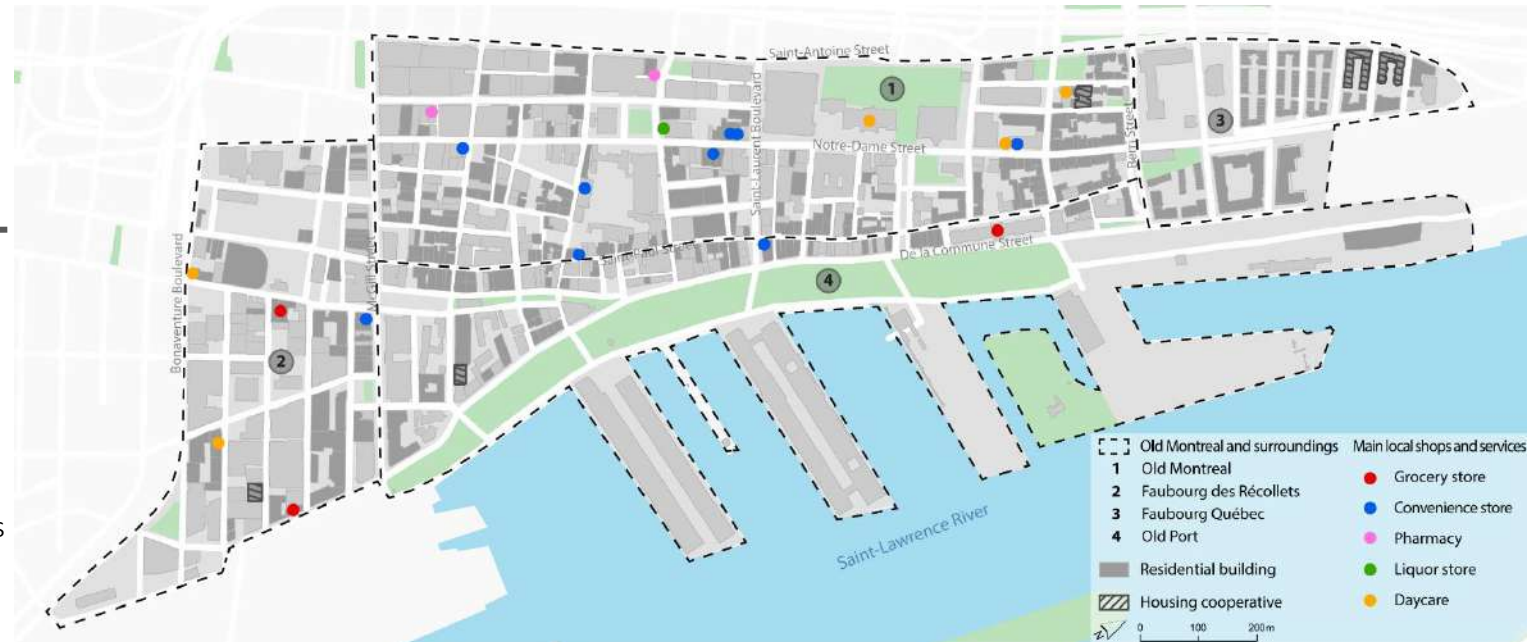 Saint-Antoine Street
Saint-Laurent Boulevard
1
Berri Street
3
Notre-Dame Street
Saint-Paul Street
De la Commune Street
Bonaventure Boulevard
McGill Street
4
2
s
Saint-Lawrence River
Old Montreal and surroundings
1 Old Montreal
2 Faubourg des Récollets
3 Faubourg Québec
4 Old Port
Residential building
Housing cooperative
N
0 100 200 m
Main local shops and services
Grocery store
Convenience store
Pharmacy
Liquor store
Daycare